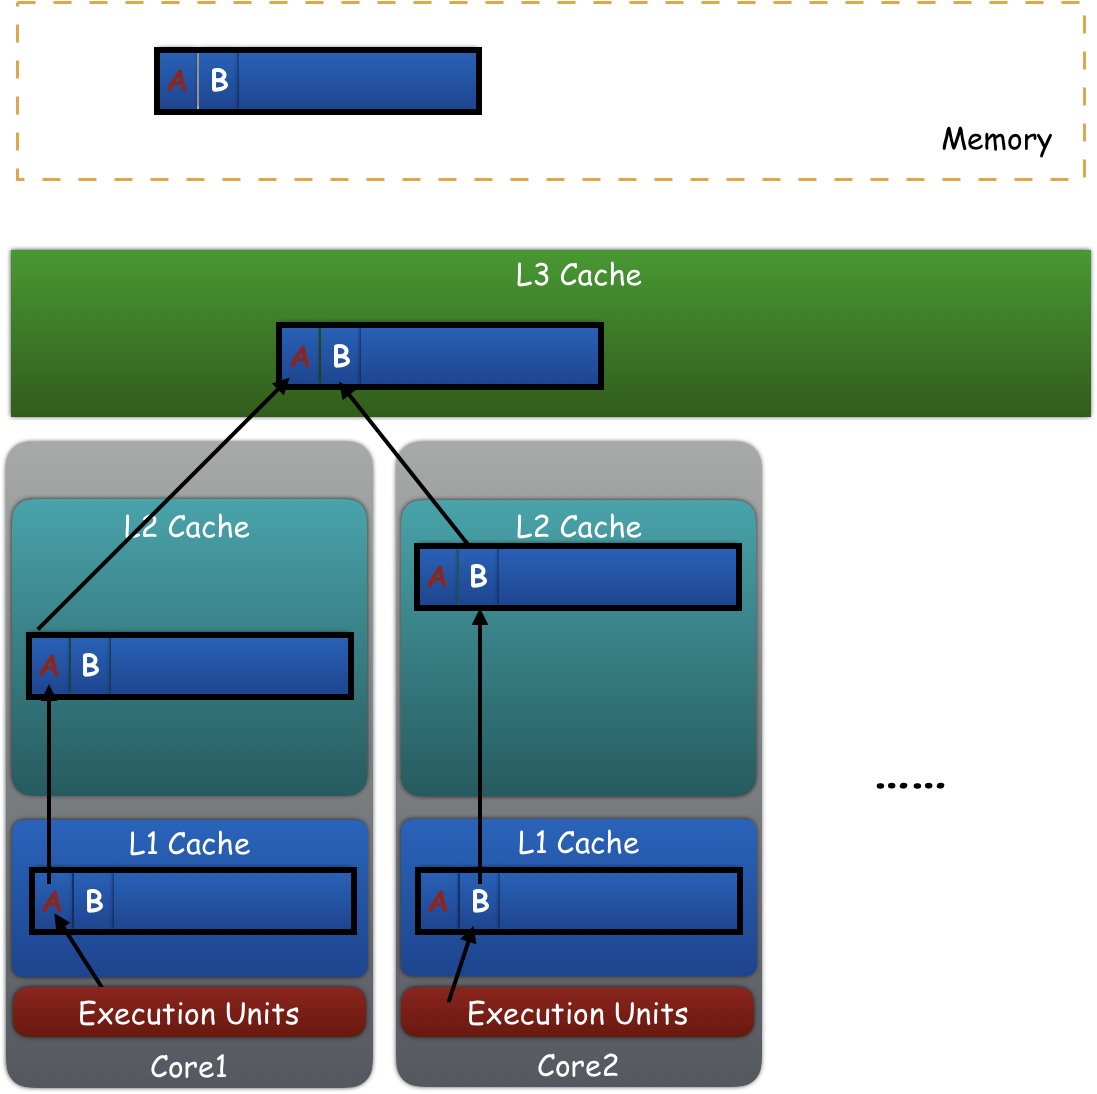 A B
Memory
L3 Cache
A B
L2 Cache
L2 Cache
A B
A B
......
L1 Cache
L1 Cache
A B
A B
Execution Units
Execution Units
Core1
Core2